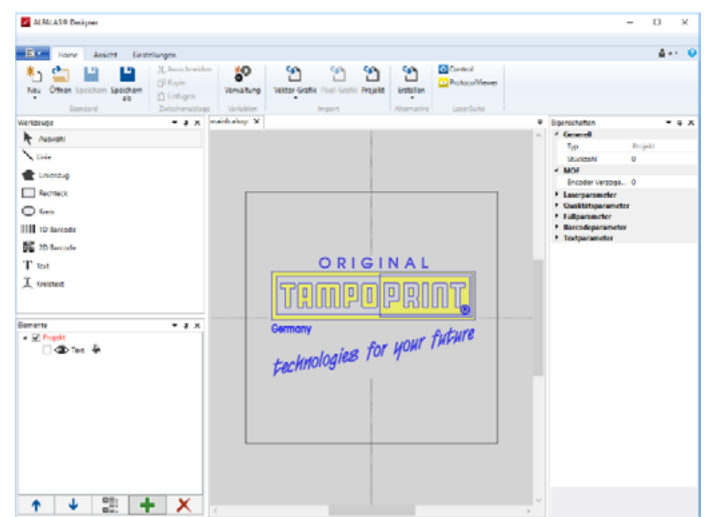 ALFALAS® Designer
Home Ansicht Einstellungen
Neu Öffnen Speichern Speichern als
Ausschneiden
Kopie
Einfügen
Verwaltung
Vektor-Grafik Pixel-Grafik Projekt
Erstellen
Control
ProtocolViewer
Standard Zwischenablage Variablen Import Alternative LaserSuite
Werkzeuge
Auswahl
Linie
Linienzug
Rechteck
Kreis
1D Barcode
2D Barcode
Text
Kreistext
Elemente
Projekt
Text
ORIGINAL
TAMPOPRINT®
Germany
technologies for your future
Eigenschaften
Generell
Typ Projekt
Stückzahl 0
MOF
Encoder Verzöge... 0
Laserparameter
Qualitätsparameter
Füllparameter
Barcodeparameter
Textparameter